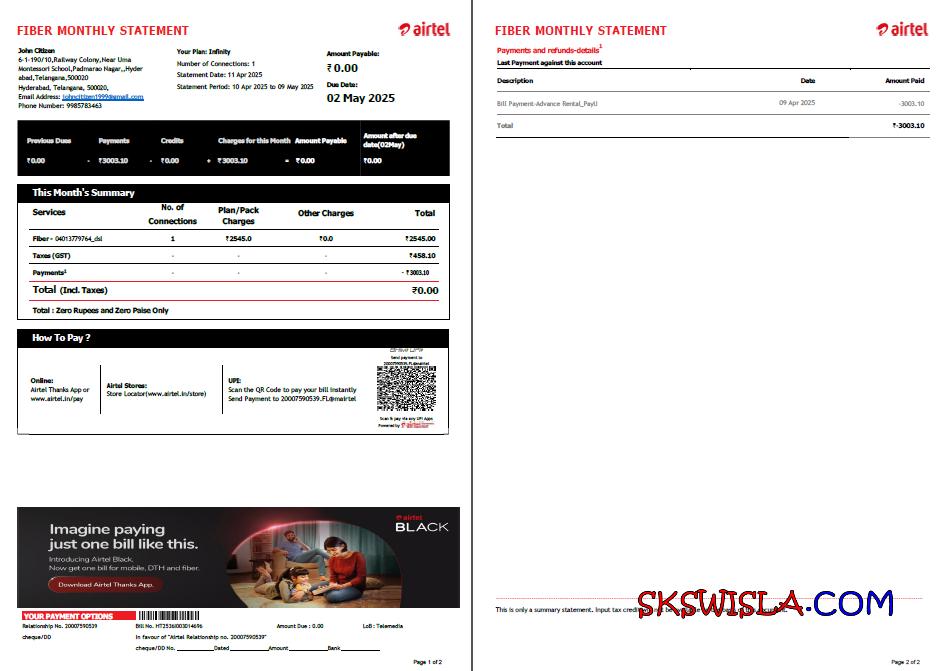 FIBER MONTHLY STATEMENT
airtel
John Citizen
6-1-190/10,Railway Colony,Near Uma
Montessori School,Padmarao Nagar,,Hyder
abad,Telangana,500020
Hyderabad, Telangana, 500020,
Email Address: johncitizen1999@gmail.com
Phone Number: 9985783463
Your Plan: Infinity
Number of Connections: 1
Statement Date: 11 Apr 2025
Statement Period: 10 Apr 2025 to 09 May 2025
Amount Payable:
₹ 0.00
Due Date:
02 May 2025
Previous Dues Payments Credits Charges for this Month Amount Payable Amount after due date(02May)
₹0.00 - ₹3003.10 - ₹0.00 + ₹3003.10 = ₹0.00 ₹0.00
This Month's Summary
Services No. of Connections Plan/Pack Charges Other Charges Total
Fiber - 04013779764_dsl 1 ₹2545.0 ₹0.0 ₹2545.00
Taxes (GST) - - - ₹458.10
Payments¹ - - - - ₹3003.10
Total (Incl. Taxes) ₹0.00
Total : Zero Rupees and Zero Paise Only
How To Pay ?
Online:
Airtel Thanks App or
www.airtel.in/pay
Airtel Stores:
Store Locator(www.airtel.in/store)
UPI:
Scan the QR Code to pay your bill instantly
Send Payment to 20007590539.FL@mairtel
Send payment to
20007590539.FL@mairtel
Scan & pay via any UPI Apps
Powered by
Imagine paying
just one bill like this.
Introducing Airtel Black.
Now get one bill for mobile, DTH and fiber.
Download Airtel Thanks App.
airtel
BLACK
YOUR PAYMENT OPTIONS
Relationship No. 20007590539 Bill No. HT2536I003014696 Amount Due : 0.00 LoB : Telemedia
cheque/DD In favour of "Airtel Relationship no. 20007590539"
cheque/DD No. Dated Amount Bank
Page 1 of 2
FIBER MONTHLY STATEMENT
airtel
Payments and refunds-details¹
Last Payment against this account
Description Date Amount Paid
Bill Payment-Advance Rental_PayU 09 Apr 2025 -3003.10
Total ₹-3003.10
This is only a summary statement. Input tax
SKSWISLA.COM
Page 2 of 2